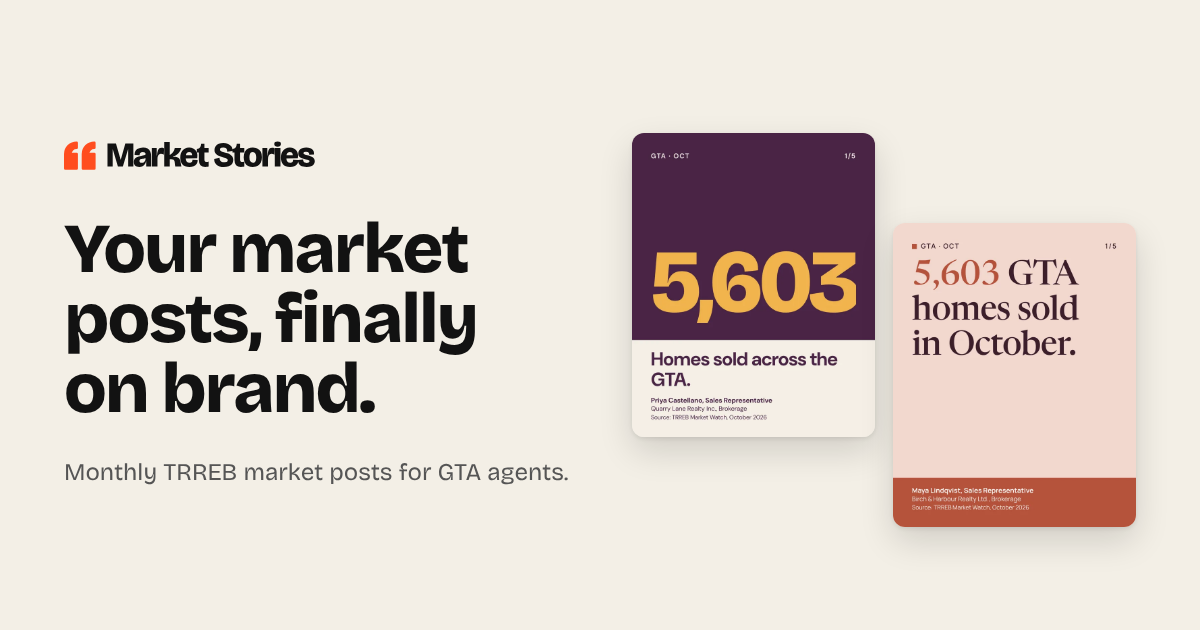 Market Stories
Your market
posts, finally
on brand.
Monthly TRREB market posts for GTA agents.
GTA · OCT
1/5
5,603
Homes sold across the
GTA.
Priya Castellano, Sales Representative
Quarry Lane Realty Inc., Brokerage
Source: TRREB Market Watch, October 2026
GTA · OCT
1/5
5,603 GTA
homes sold
in October.
Maya Lindqvist, Sales Representative
Birch & Harbour Realty Ltd., Brokerage
Source: TRREB Market Watch, October 2026